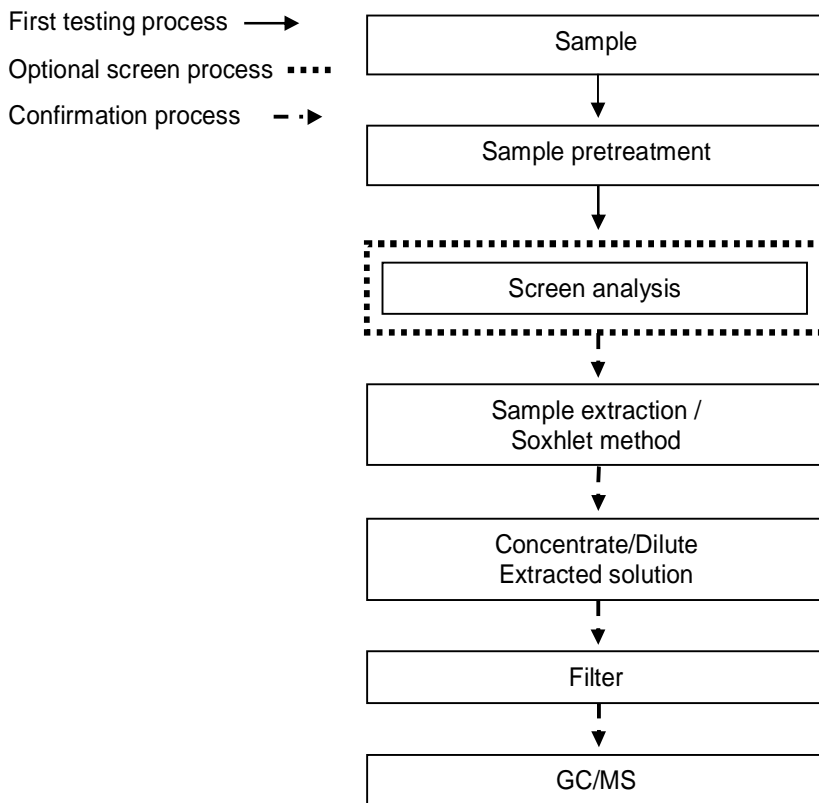 First testing process
Optional screen process
Confirmation process
Sample
Sample pretreatment
Screen analysis
Sample extraction /
Soxhlet method
Concentrate/Dilute
Extracted solution
Filter
GC/MS